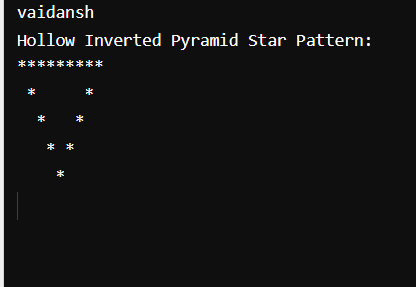 vaidansh
Hollow Inverted Pyramid Star Pattern:
*********
 *     *
  *   *
   * *
    *